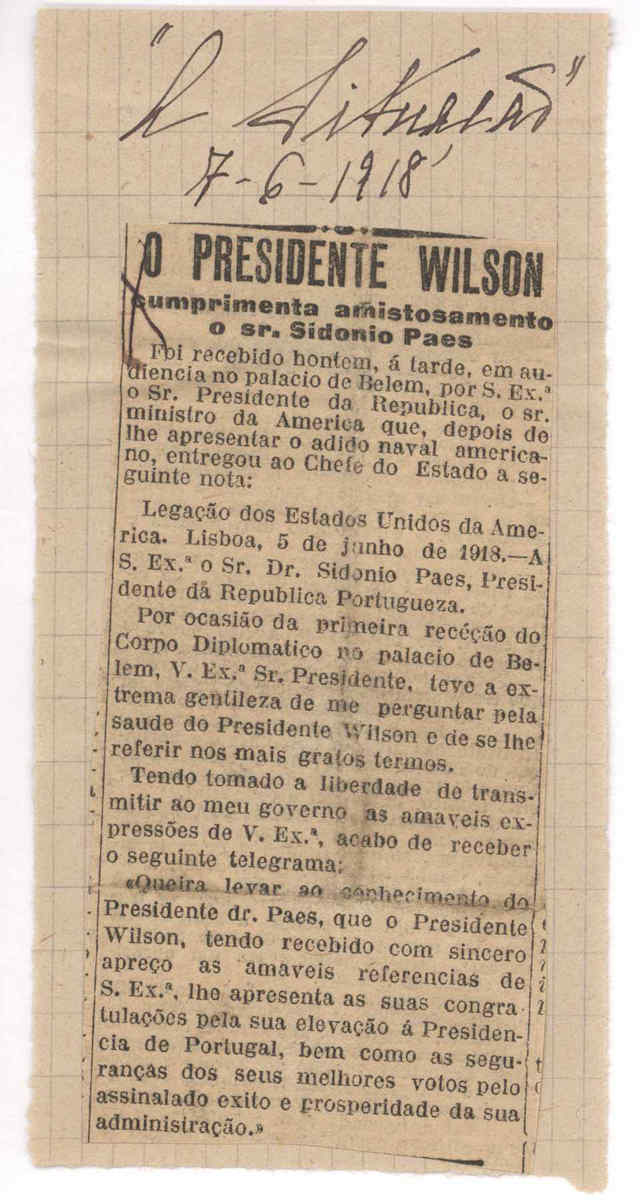 "A Situação"
7-6-1918
O PRESIDENTE WILSON
cumprimenta amistosamento
o sr. Sidonio Paes
Foi recebido hontem, á tarde, em au-
diencia no palacio de Belem, por S. Ex.ª
o Sr. Presidente da Republica, o sr.
ministro da America que, depois de
lhe apresentar o adido naval america-
no, entregou ao Chefe do Estado a se-
guinte nota:
Legação dos Estados Unidos da Ame-
rica. Lisboa, 5 de junho de 1918.—A
S. Ex.ª o Sr. Dr. Sidonio Paes, Presi-
dente da Republica Portugueza.
Por ocasião da primeira recéção do
Corpo Diplomatico no palacio de Be-
lem, V. Ex.ª Sr. Presidente, teve a ex-
trema gentileza de me perguntar pela
saude do Presidente Wilson e de se lhe
referir nos mais gratos termos.
Tendo tomado a liberdade de trans-
mitir ao meu governo as amaveis ex-
pressões de V. Ex.ª, acabo de receber
o seguinte telegrama:
«Queira levar ao conhecimento do
Presidente dr. Paes, que o Presidente
Wilson, tendo recebido com sincero
apreço as amaveis referencias de
S. Ex.ª, lhe apresenta as suas congra-
tulações pela sua elevação á Presiden-
cia de Portugal, bem como as segu-
ranças dos seus melhores votos pelo
assinalado exito e prosperidade da sua
administração.»